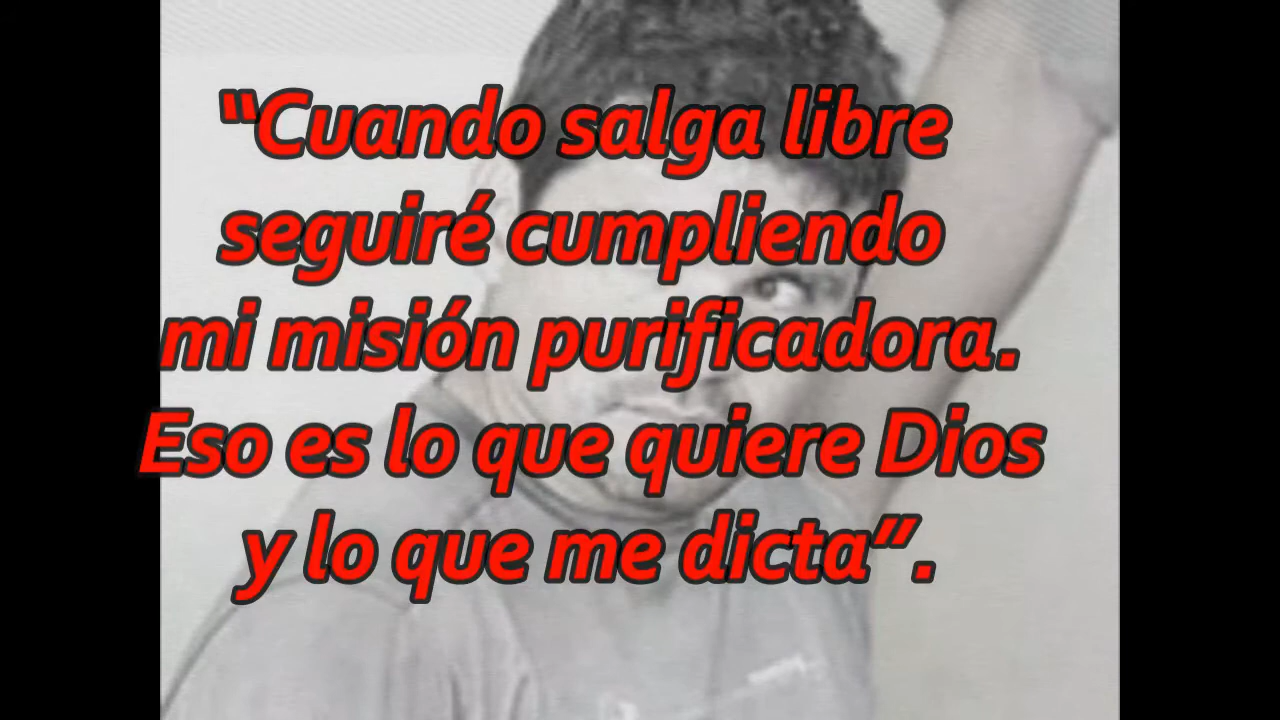 “Cuando salga libre
seguiré cumpliendo
mi misión purificadora.
Eso es lo que quiere Dios
y lo que me dicta”.